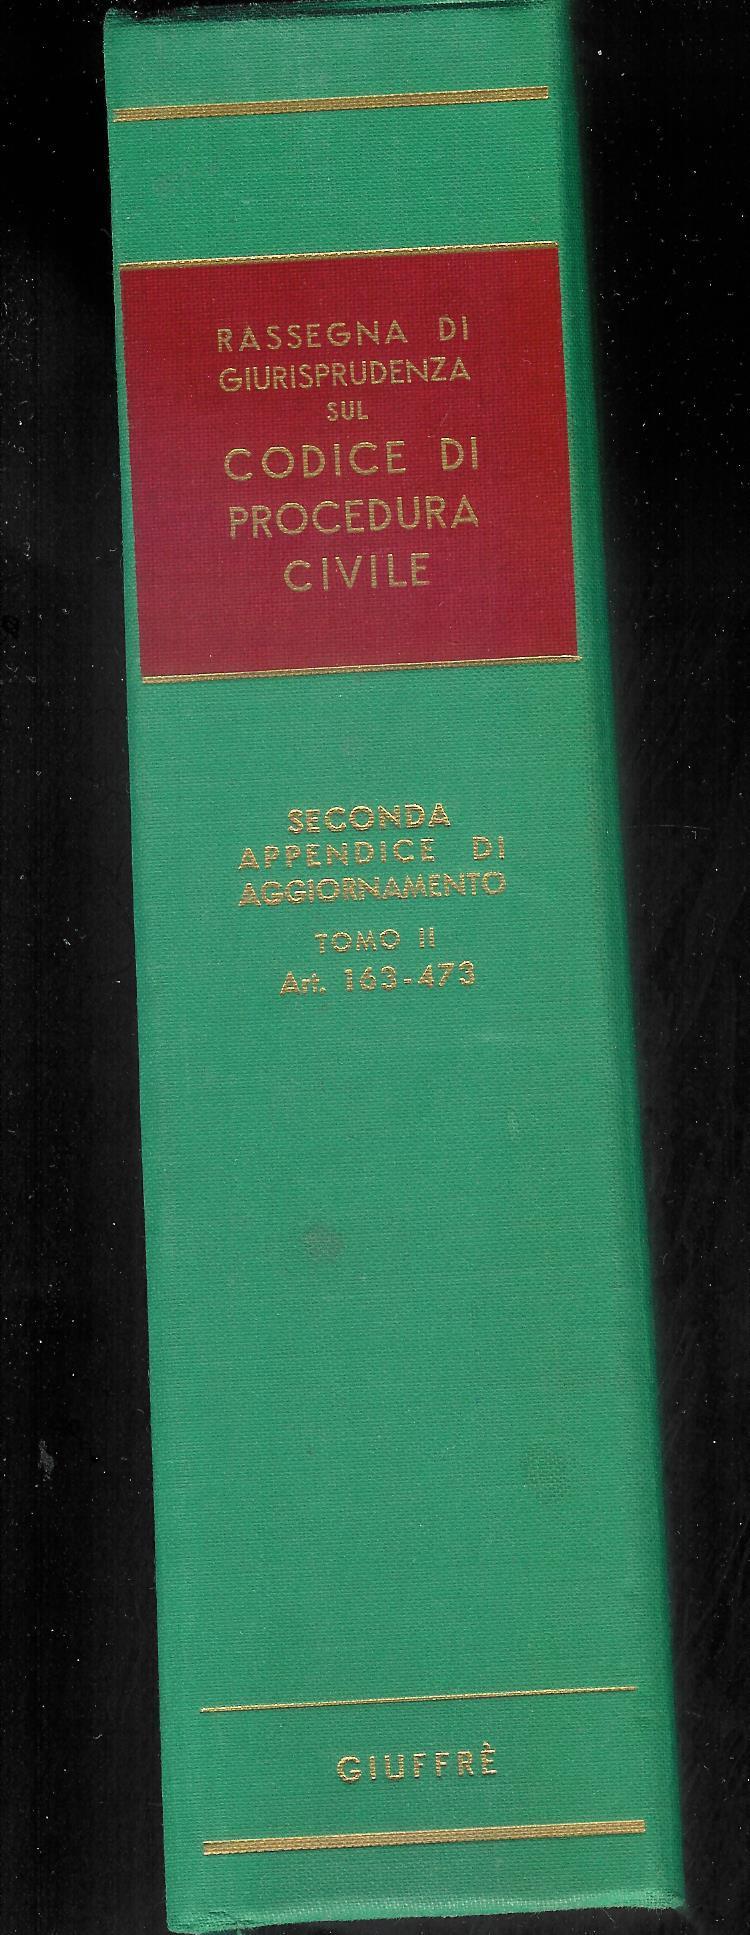 RASSEGNA DI
GIURISPRUDENZA
SUL
CODICE DI
PROCEDURA
CIVILE
SECONDA
APPENDICE DI
AGGIORNAMENTO
TOMO II
Art. 163-473
GIUFFRÈ